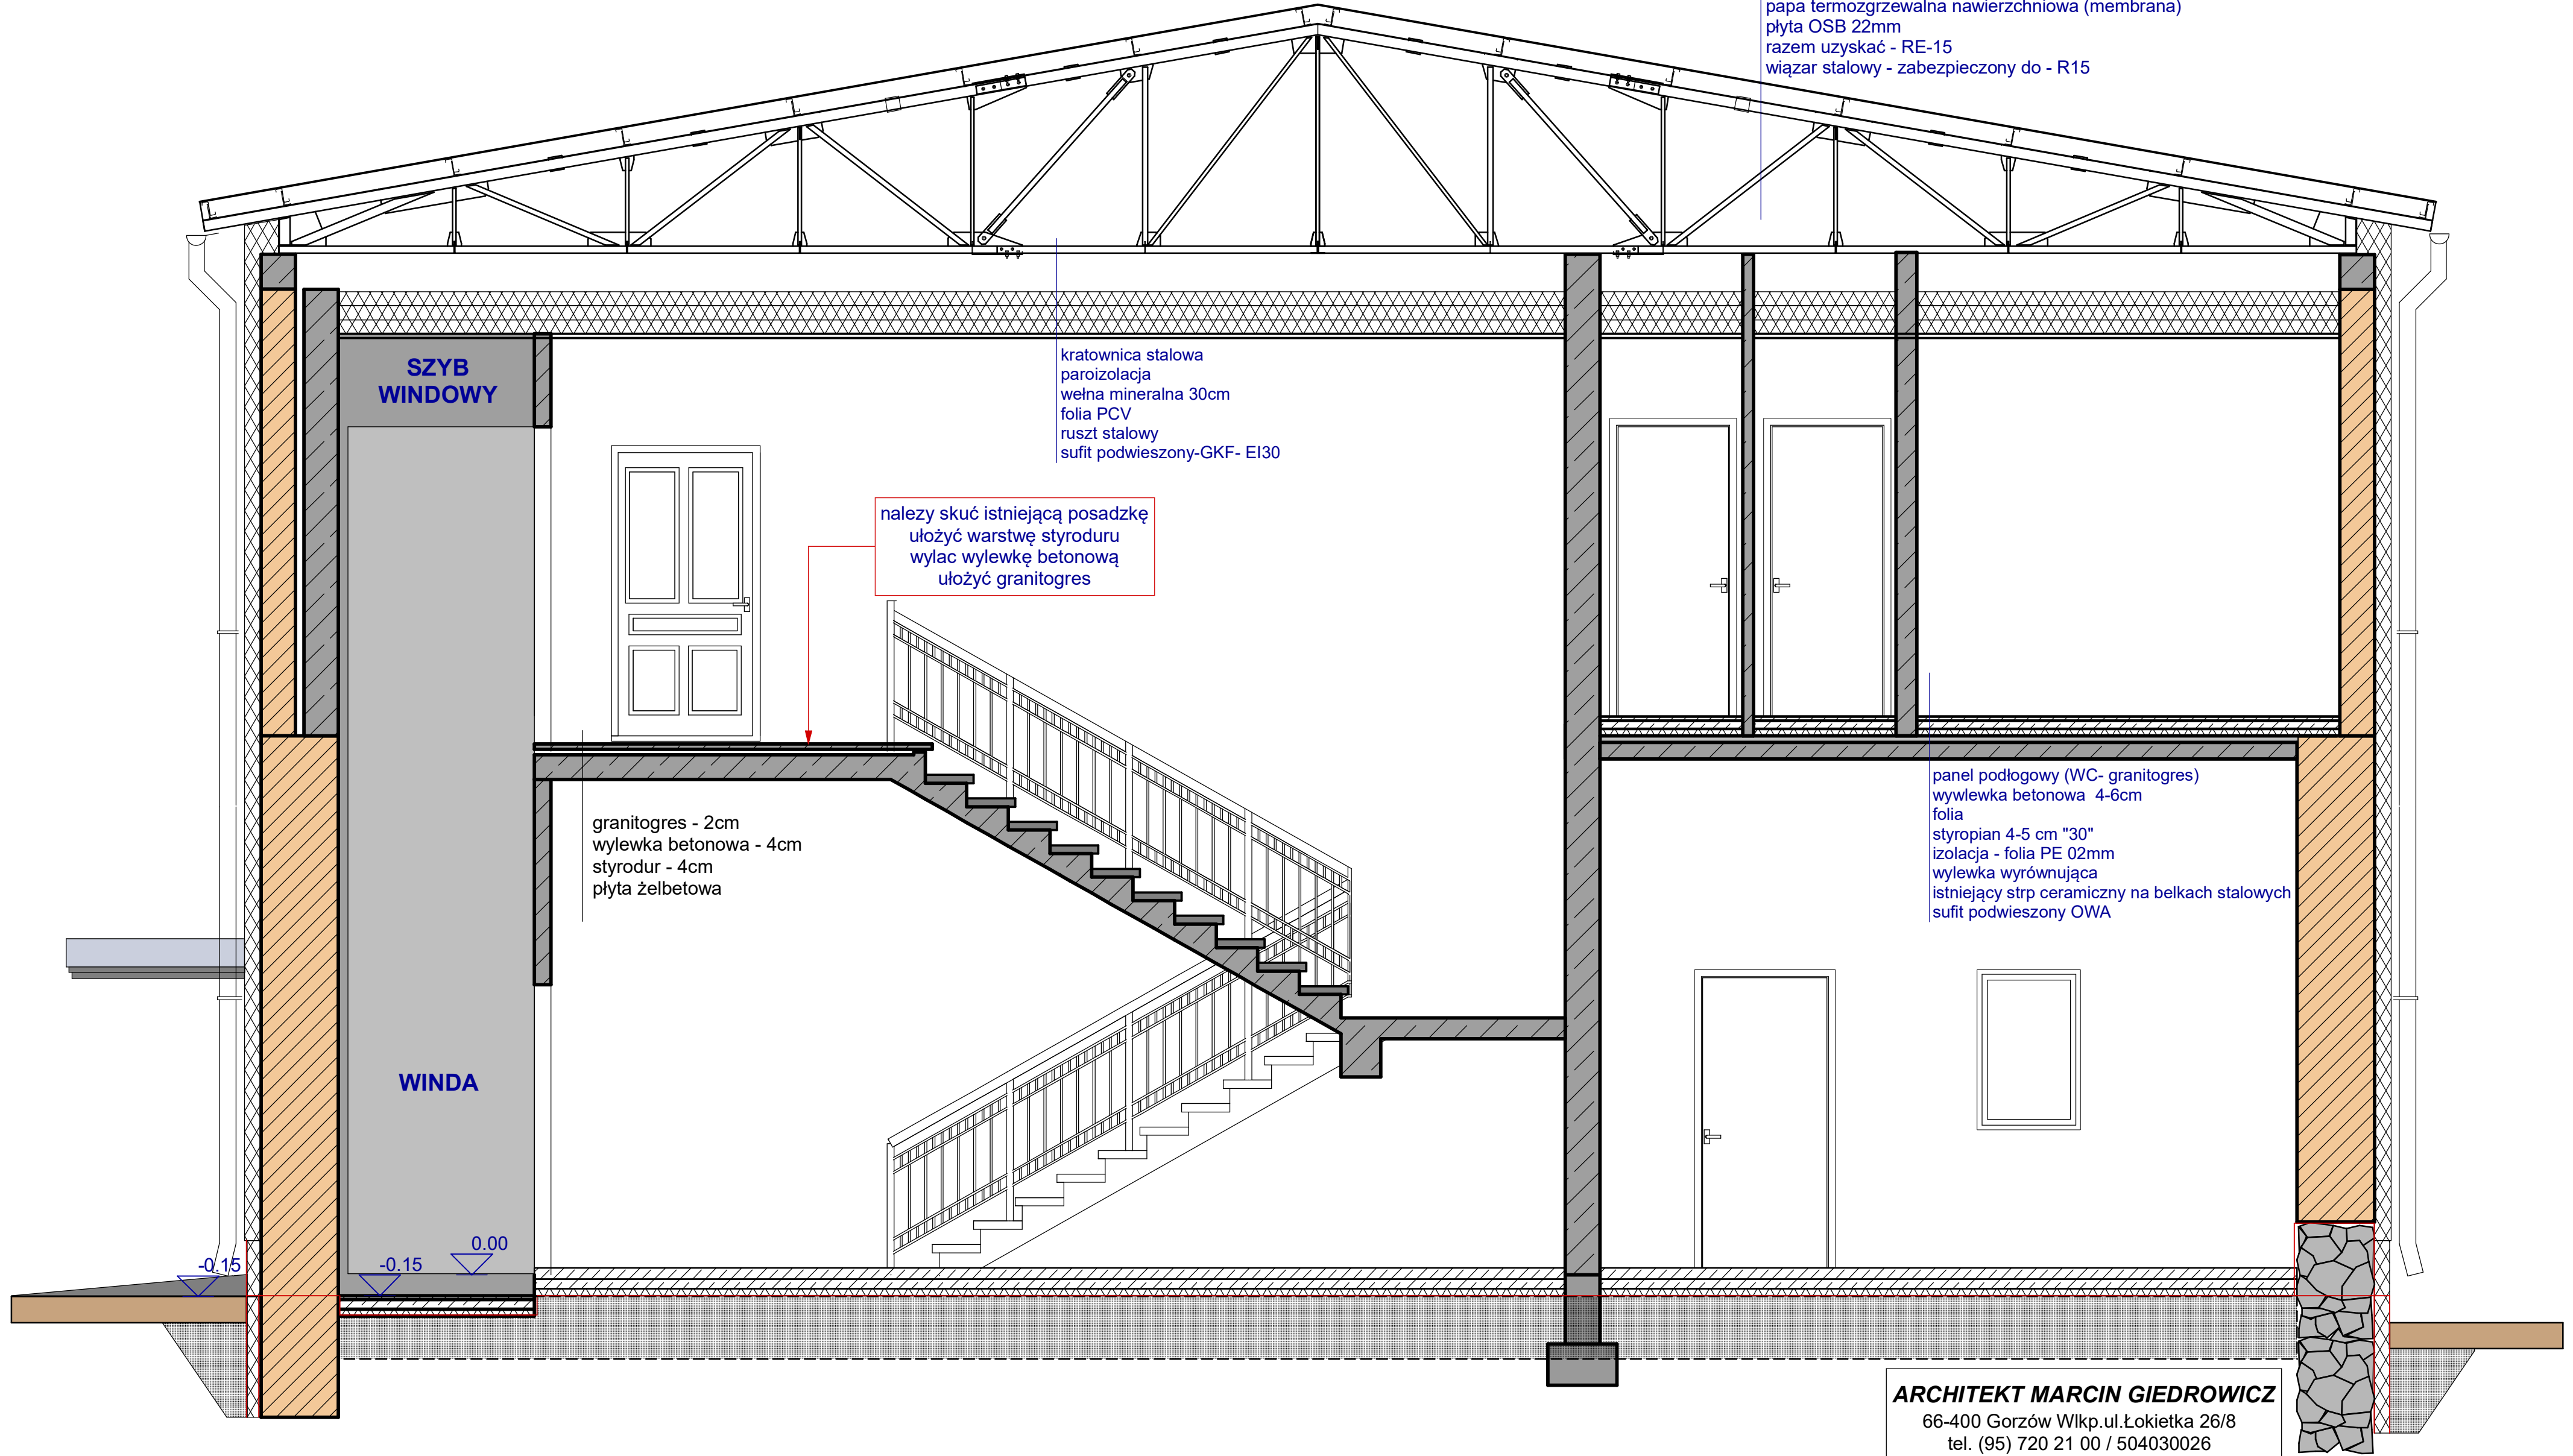 papa termozgrzewalna nawierzchniowa (membrana)
płyta OSB 22mm
razem uzyskać - RE-15
wiązar stalowy - zabezpieczony do - R15
SZYB
WINDOWY
kratownica stalowa
paroizolacja
wełna mineralna 30cm
folia PCV
ruszt stalowy
sufit podwieszony-GKF- EI30
nalezy skuć istniejącą posadzkę
ułożyć warstwę styroduru
wylac wylewkę betonową
ułożyć granitogres
granitogres - 2cm
wylewka betonowa - 4cm
styrodur - 4cm
płyta żelbetowa
panel podłogowy (WC- granitogres)
wywlewka betonowa  4-6cm
folia
styropian 4-5 cm "30"
izolacja - folia PE 02mm
wylewka wyrównująca
istniejący strp ceramiczny na belkach stalowych
sufit podwieszony OWA
WINDA
0.00
-0.15
-0.15
ARCHITEKT MARCIN GIEDROWICZ
66-400 Gorzów Wlkp.ul.Łokietka 26/8
tel. (95) 720 21 00 / 504030026